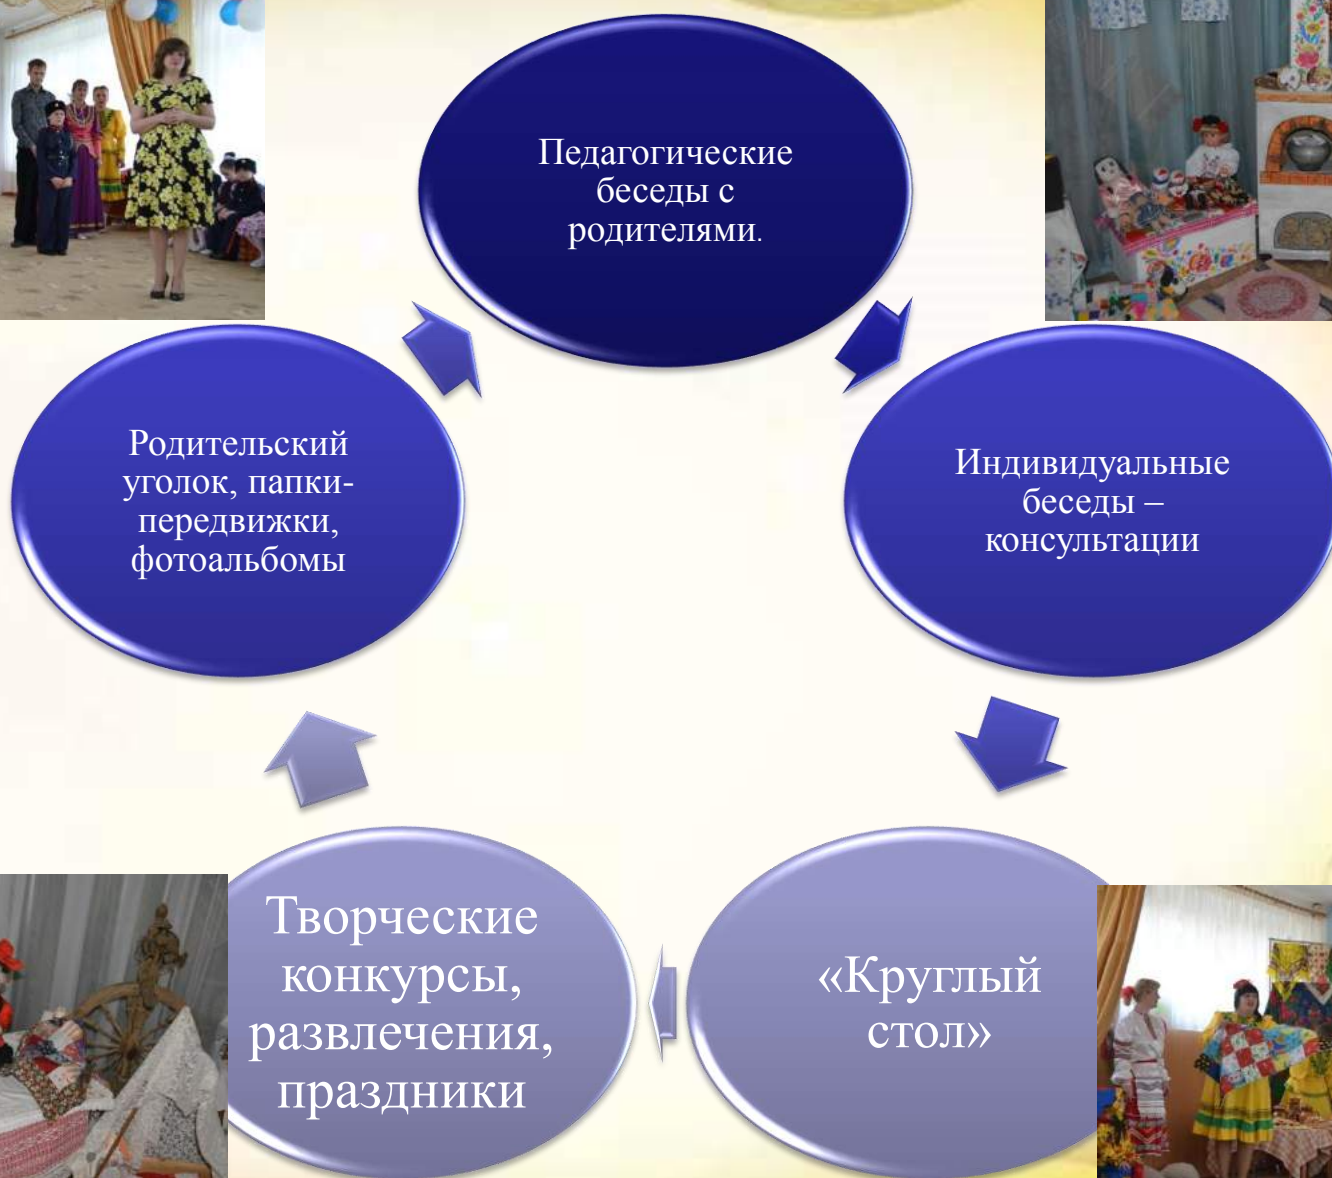 Педагогические
беседы с
родителями.
Индивидуальные
беседы –
консультации
«Круглый
стол»
Творческие
конкурсы,
развлечения,
праздники
Родительский
уголок, папки-
передвижки,
фотоальбомы